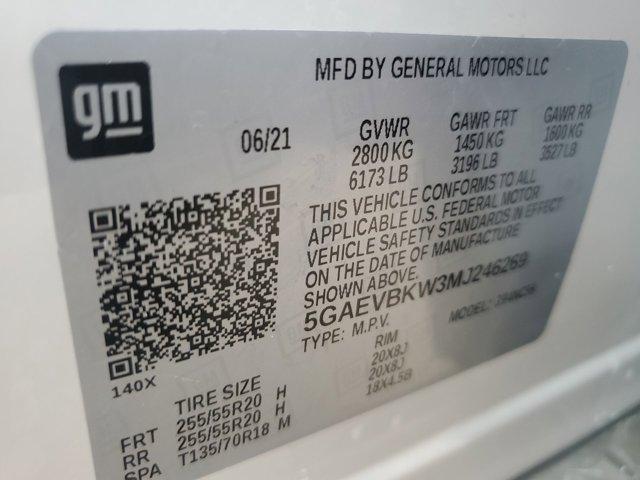 gm
MFD BY GENERAL MOTORS LLC
06/21
GVWR GAWR FRT GAWR RR
2800 KG 1450 KG 1600 KG
6173 LB 3196 LB 3527 LB
THIS VEHICLE CONFORMS TO ALL
APPLICABLE U.S. FEDERAL MOTOR
VEHICLE SAFETY STANDARDS IN EFFECT
ON THE DATE OF MANUFACTURE
SHOWN ABOVE.
5GAEVBKW3MJ246269
TYPE: M.P.V. MODEL:
140X
TIRE SIZE RIM
FRT 255/55R20 H 20X8J
RR 255/55R20 H 20X8J
SPA T135/70R18 M 18X4.5B